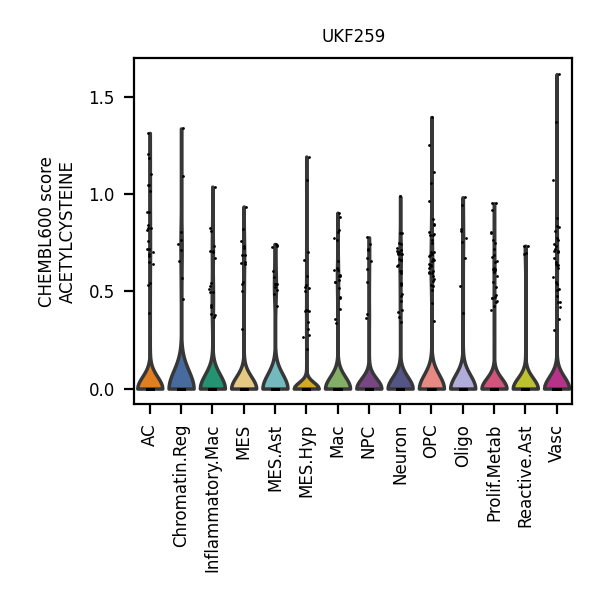 UKF259
CHEMBL600 score
ACETYLCYSTEINE
1.5
1.0
0.5
0.0
AC
Chromatin.Reg
Inflammatory.Mac
MES
MES.Ast
MES.Hyp
Mac
NPC
Neuron
OPC
Oligo
Prolif.Metab
Reactive.Ast
Vasc